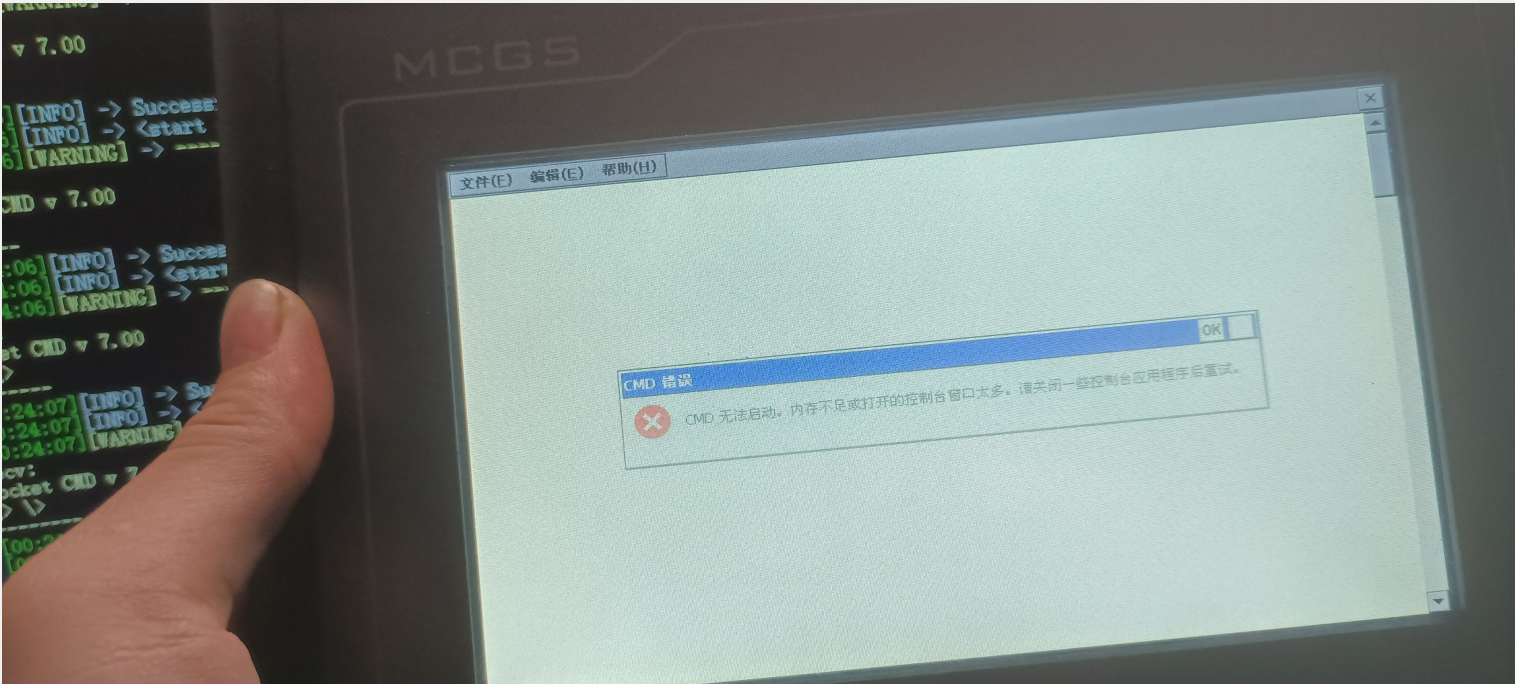 v 7.00
[INFO] -> Success
[INFO] -> <start
6][WARNING] -> ----
CMD v 7.00
:06][INFO] -> Succes
:06][INFO] -> <start
4:06][WARNING] -> --
et CMD v 7.00
:24:07][INFO] -> Su
:24:07][INFO] -> <
0:24:07][WARNING]
cv:
ocket CMD v 7
> \>
[00:2
MCGS
文件(F) 编辑(E) 帮助(H)
CMD 错误 OK
CMD 无法启动。内存不足或打开的控制台窗口太多。请关闭一些控制台应用程序后重试。